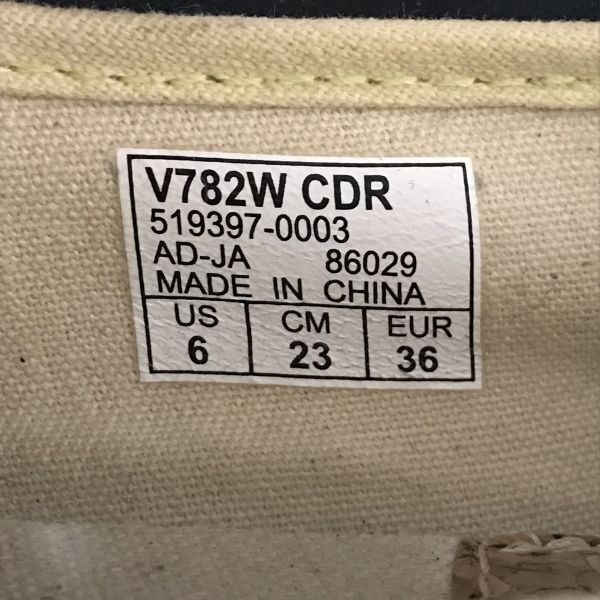 V782W CDR
519397-0003
AD-JA 86029
MADE IN CHINA
US CM EUR
6 23 36